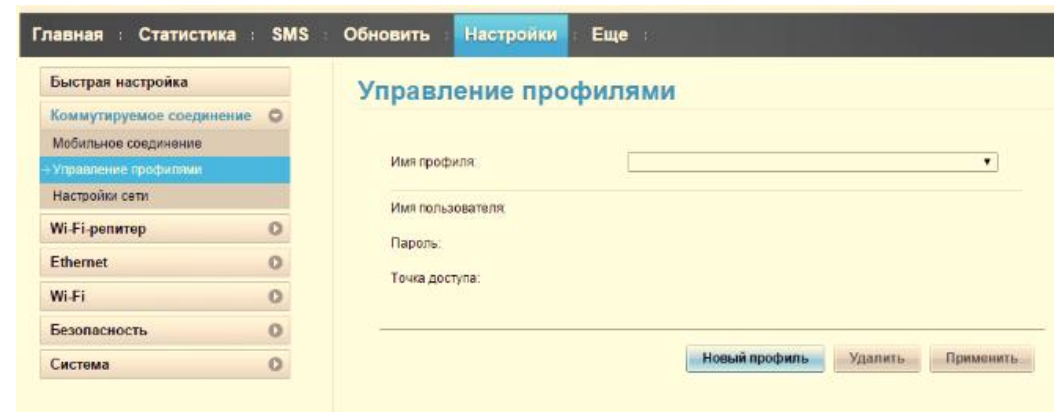 Главная : Статистика : SMS : Обновить : Настройки : Еще :
Быстрая настройка
Коммутируемое соединение
Мобильное соединение
→Управление профилями
Настройки сети
Wi-Fi-репитер
Ethernet
Wi-Fi
Безопасность
Система
Управление профилями
Имя профиля:
Имя пользователя:
Пароль:
Точка доступа:
Новый профиль Удалить Применить